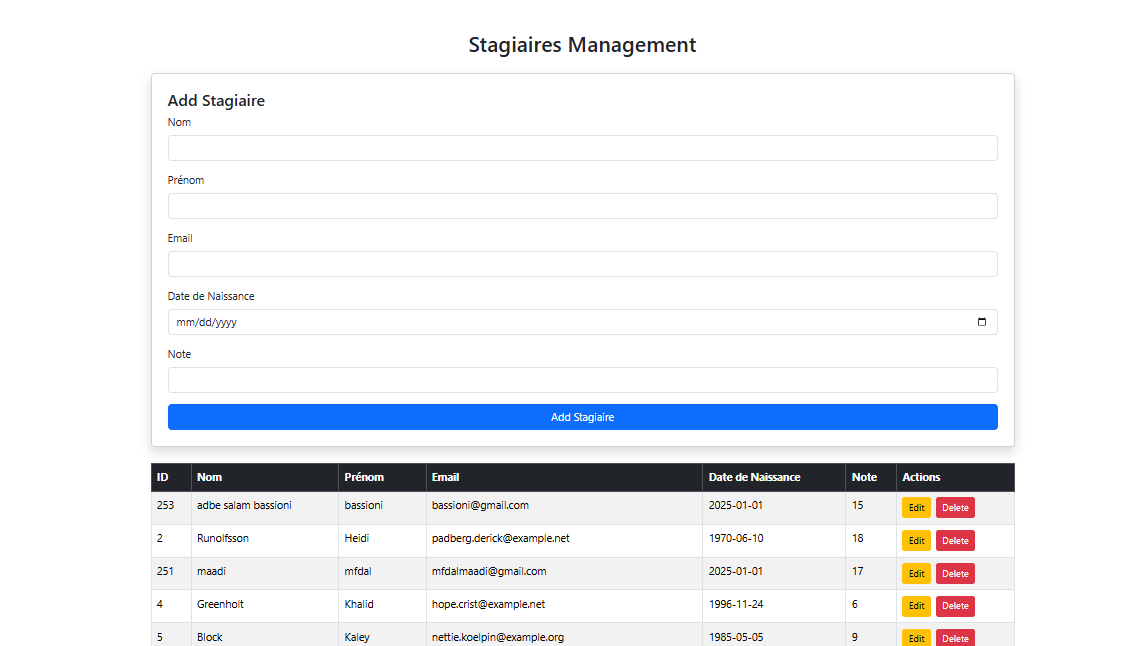 Stagiaires Management
Add Stagiaire
Nom
Prénom
Email
Date de Naissance
mm/dd/yyyy
Note
Add Stagiaire
ID Nom Prénom Email Date de Naissance Note Actions
253 adbe salam bassioni bassioni bassioni@gmail.com 2025-01-01 15 Edit Delete
2 Runolfsson Heidi padberg.derick@example.net 1970-06-10 18 Edit Delete
251 maadi mfdal mfdalmaadi@gmail.com 2025-01-01 17 Edit Delete
4 Greenholt Khalid hope.crist@example.net 1996-11-24 6 Edit Delete
5 Block Kaley nettie.koelpin@example.org 1985-05-05 9 Edit Delete